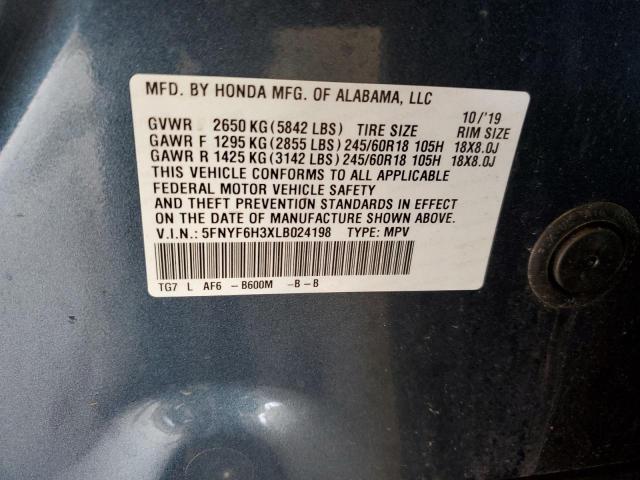 MFD. BY HONDA MFG. OF ALABAMA, LLC
10/'19
GVWR 2650 KG (5842 LBS) TIRE SIZE RIM SIZE
GAWR F 1295 KG (2855 LBS) 245/60R18 105H 18X8.0J
GAWR R 1425 KG (3142 LBS) 245/60R18 105H 18X8.0J
THIS VEHICLE CONFORMS TO ALL APPLICABLE
FEDERAL MOTOR VEHICLE SAFETY
AND THEFT PREVENTION STANDARDS IN EFFECT
ON THE DATE OF MANUFACTURE SHOWN ABOVE.
V.I.N.: 5FNYF6H3XLB024198 TYPE: MPV
TG7 L AF6 -B600M -B-B